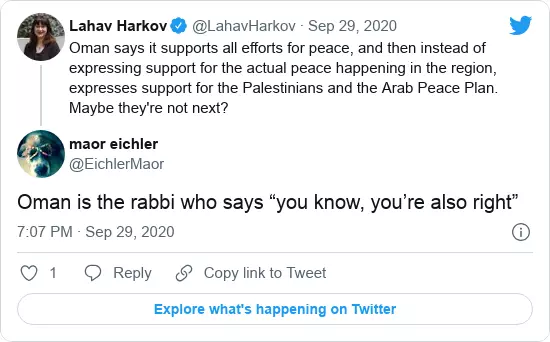 Lahav Harkov @LahavHarkov · Sep 29, 2020
Oman says it supports all efforts for peace, and then instead of
expressing support for the actual peace happening in the region,
expresses support for the Palestinians and the Arab Peace Plan.
Maybe they're not next?
maor eichler
@EichlerMaor
Oman is the rabbi who says “you know, you’re also right”
7:07 PM · Sep 29, 2020
1 Reply Copy link to Tweet
Explore what's happening on Twitter